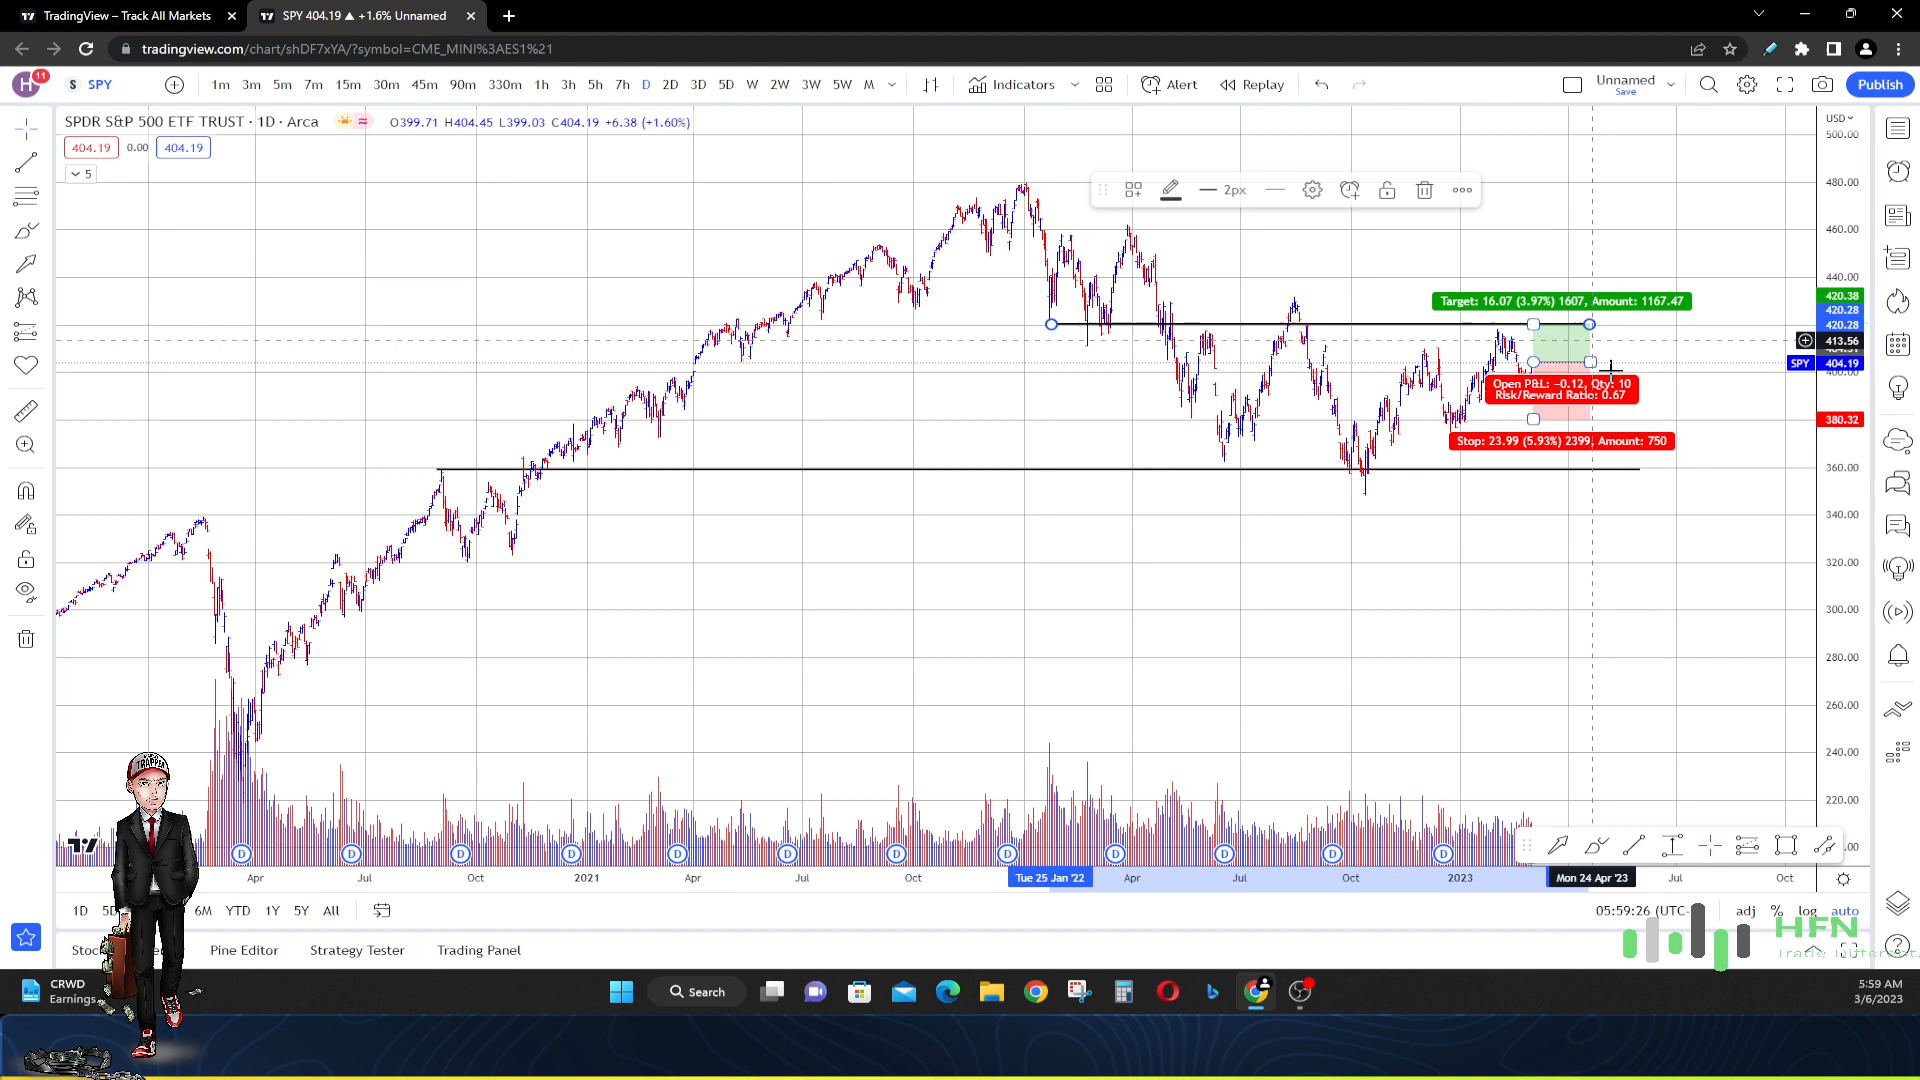 TradingView – Track All Markets
SPY 404.19 ▲ +1.6% Unnamed
tradingview.com/chart/shDF7xYA/?symbol=CME_MINI%3AES1%21
H
11
S SPY
1m 3m 5m 7m 15m 30m 45m 90m 330m 1h 3h 5h 7h D 2D 3D 5D W 2W 3W 5W M
Indicators
Alert
Replay
Unnamed
Save
Publish
SPDR S&P 500 ETF TRUST · 1D · Arca
O399.71 H404.45 L399.03 C404.19 +6.38 (+1.60%)
404.19 0.00 404.19
5
2px
USD
500.00
480.00
460.00
440.00
420.38
420.28
420.28
413.56
SPY 404.19
400.00
380.32
360.00
340.00
320.00
300.00
280.00
260.00
240.00
220.00
Target: 16.07 (3.97%) 1607, Amount: 1167.47
Open P&L: −0.12, Qty: 10
Risk/Reward Ratio: 0.67
Stop: 23.99 (5.93%) 2399, Amount: 750
TRAPPER
D D D D D D D D D D D D
Apr Jul Oct 2021 Apr Jul Oct Tue 25 Jan '22 Apr Jul Oct 2023 Mon 24 Apr '23 Jul Oct
1D 5D 6M YTD 1Y 5Y All
05:59:26 (UTC-
adj % log auto
Pine Editor Strategy Tester Trading Panel
HFN
Trade Different
CRWD
Earnings
Search
5:59 AM
3/6/2023